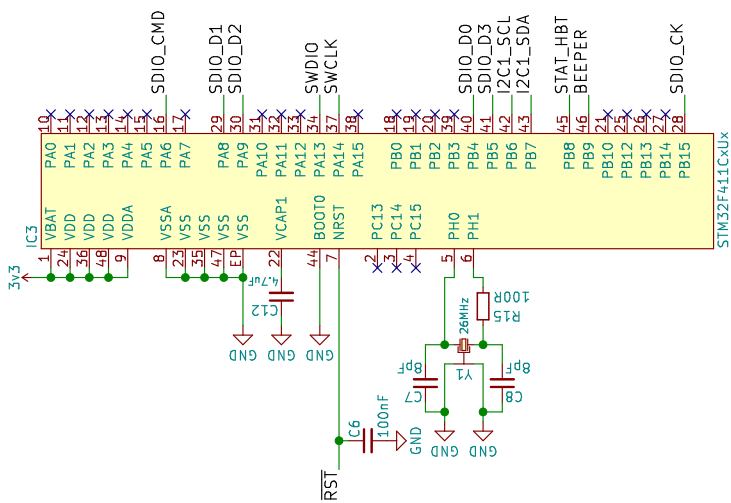 SDIO_CMD
SDIO_D1
SDIO_D2
SWDIO
SWCLK
SDIO_D0
SDIO_D3
I2C1_SCL
I2C1_SDA
STAT_HBT
BEEPER
SDIO_CK
10
11
12
13
14
15
16
17
29
30
31
32
33
34
37
38
18
19
20
39
40
41
42
43
45
46
21
25
26
27
28
PA0
PA1
PA2
PA3
PA4
PA5
PA6
PA7
PA8
PA9
PA10
PA11
PA12
PA13
PA14
PA15
PB0
PB1
PB2
PB3
PB4
PB5
PB6
PB7
PB8
PB9
PB10
PB12
PB13
PB14
PB15
IC3
STM32F411CxUx
VBAT
VDD
VDD
VDD
VDDA
VSSA
VSS
VSS
VSS
VSS
VCAP1
BOOT0
NRST
PC13
PC14
PC15
PH0
PH1
1
24
36
48
9
8
23
35
47
EP
22
44
7
2
3
4
5
6
3v3
4.7uF
C12
GND
GND
GND
100R
R15
26MHz
Y1
8pF
C7
8pF
C8
GND
GND
C6
100nF
GND
RST